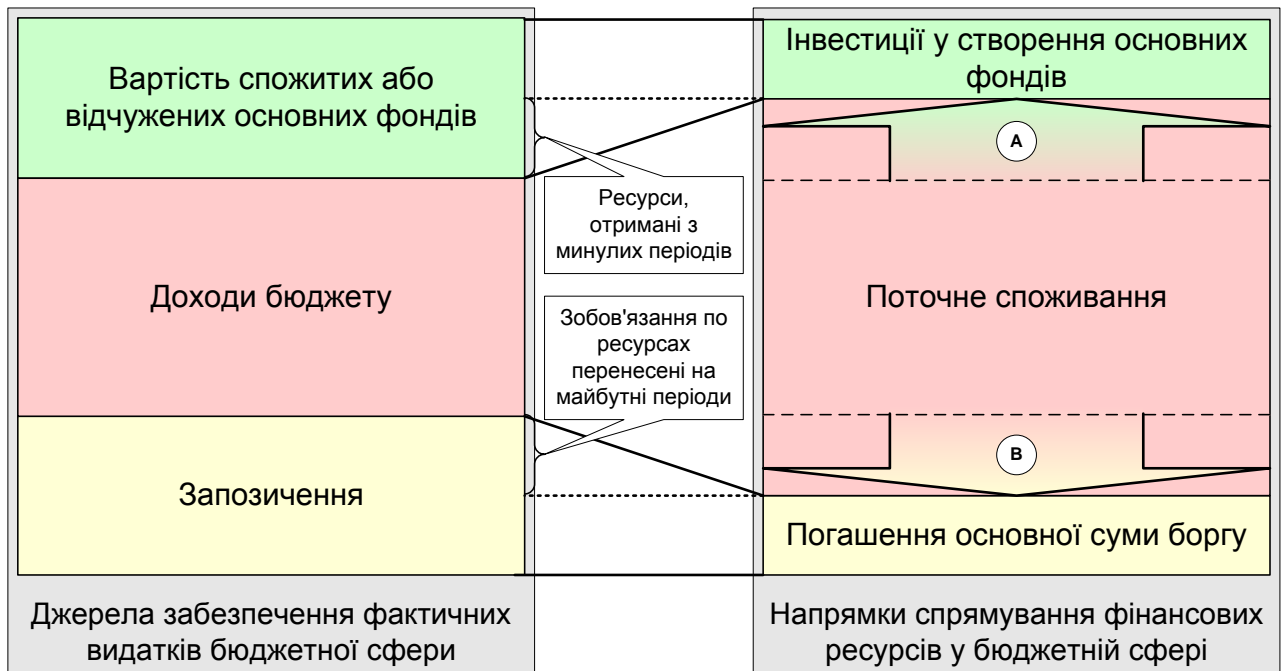 Вартість спожитих або
відчужених основних фондів
Доходи бюджету
Запозичення
Джерела забезпечення фактичних
видатків бюджетної сфери
Ресурси,
отримані з
минулих періодів
Зобов'язання по
ресурсах
перенесені на
майбутні періоди
Інвестиції у створення основних
фондів
A
Поточне споживання
B
Погашення основної суми боргу
Напрямки спрямування фінансових
ресурсів у бюджетній сфері